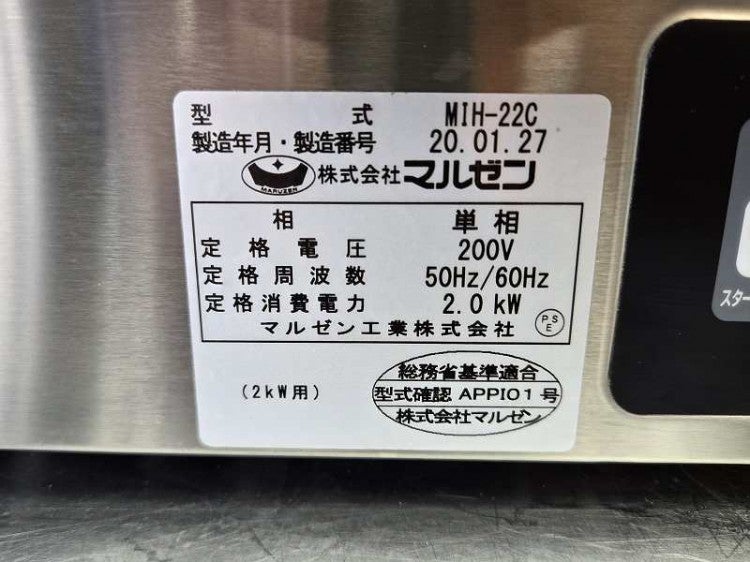 型式 MIH-22C
製造年月・製造番号 20.01.27
MARUZEN 株式会社マルゼン
相 単相
定格電圧 200V
定格周波数 50Hz/60Hz
定格消費電力 2.0kW
マルゼン工業株式会社 PSE
(2kW用)
総務省基準適合
型式確認 APPIO1号
株式会社マルゼン
スター